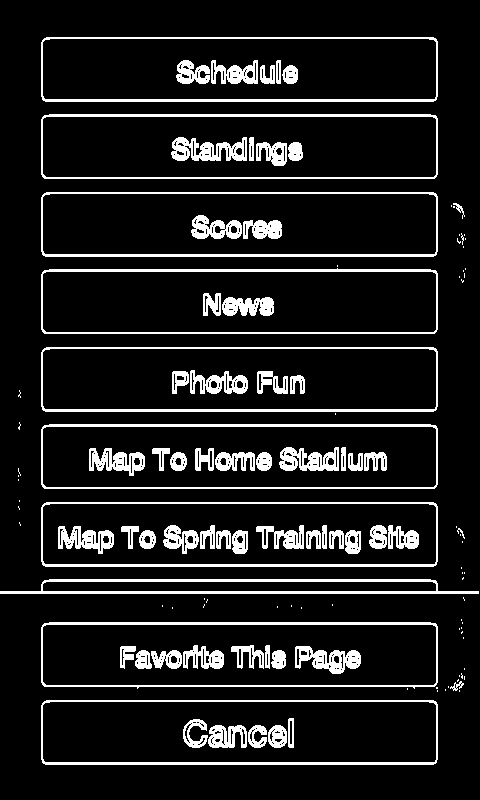 Schedule
Standings
Scores
News
Photo Fun
Map To Home Stadium
Map To Spring Training Site
Favorite This Page
Cancel